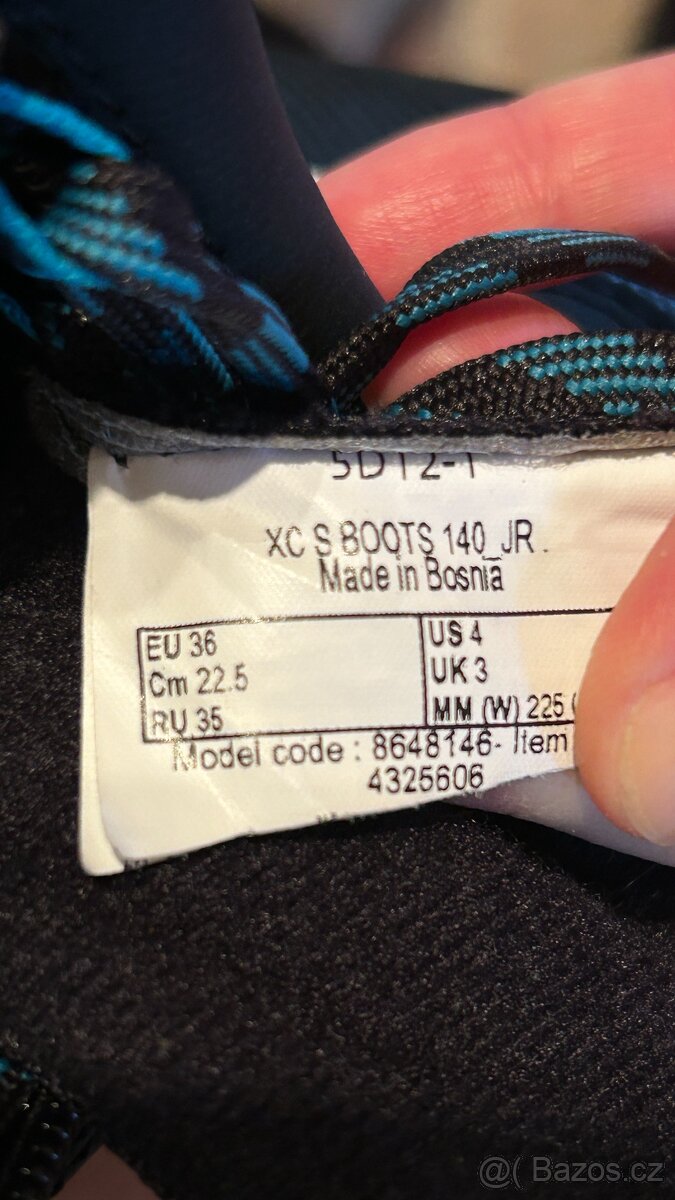 5D12-1
XC S BOOTS 140_JR.
Made in Bosnia
EU 36
Cm 22.5
RU 35
US 4
UK 3
MM (W) 225 (
Model code : 8648146- Item
4325606
@( Bazos.cz